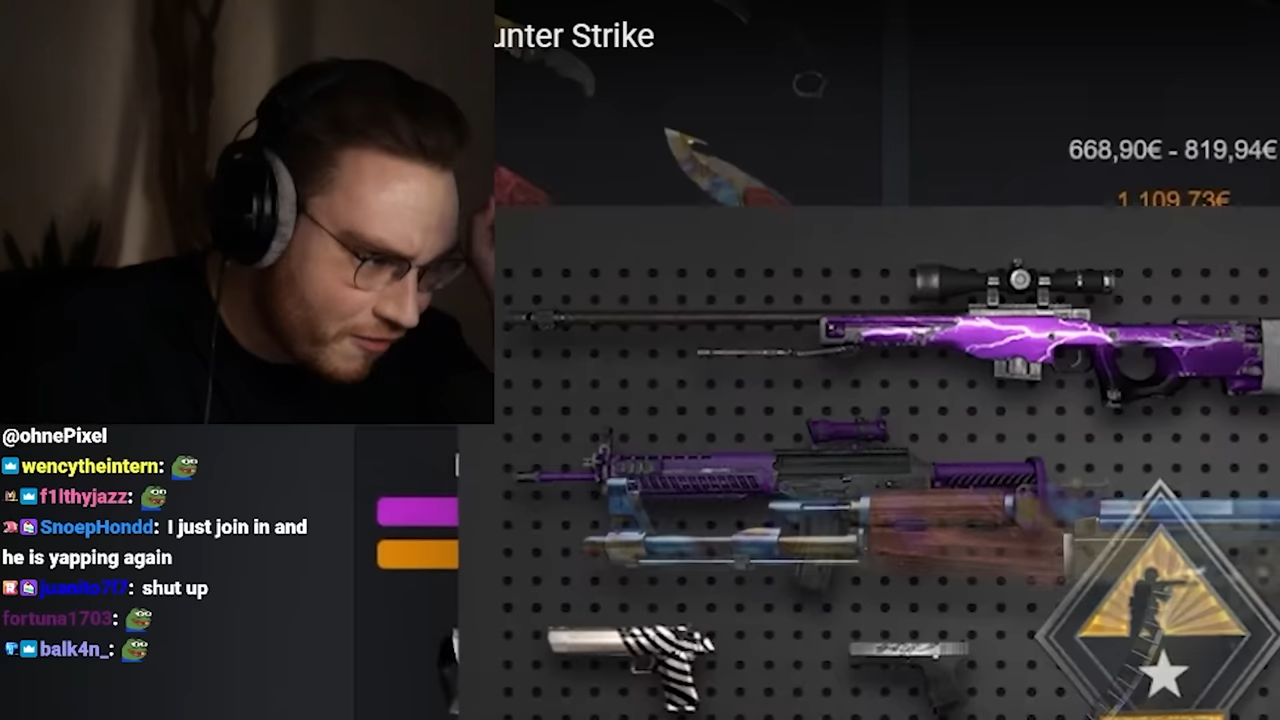 unter Strike
668,90€ - 819,94€
1.109,73€
@ohnePixel
wencytheintern:
f1lthyjazz:
SnoepHondd: I just join in and
he is yapping again
juanito7f7: shut up
fortuna1703:
balk4n_: